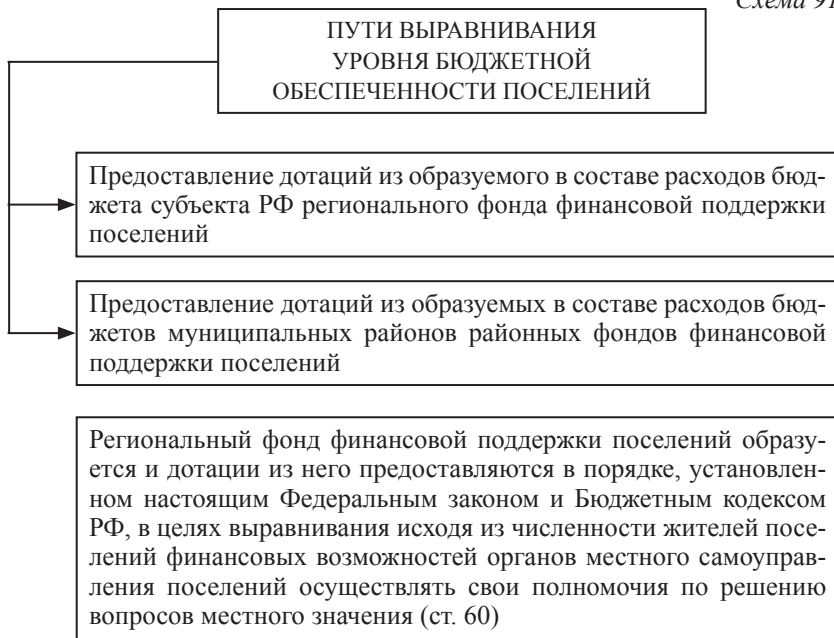 Схема 91
ПУТИ ВЫРАВНИВАНИЯ
УРОВНЯ БЮДЖЕТНОЙ
ОБЕСПЕЧЕННОСТИ ПОСЕЛЕНИЙ
Предоставление дотаций из образуемого в составе расходов бюд-
жета субъекта РФ регионального фонда финансовой поддержки
поселений
Предоставление дотаций из образуемых в составе расходов бюд-
жетов муниципальных районов районных фондов финансовой
поддержки поселений
Региональный фонд финансовой поддержки поселений образу-
ется и дотации из него предоставляются в порядке, установлен-
ном настоящим Федеральным законом и Бюджетным кодексом
РФ, в целях выравнивания исходя из численности жителей посе-
лений финансовых возможностей органов местного самоуправ-
ления поселений осуществлять свои полномочия по решению
вопросов местного значения (ст. 60)